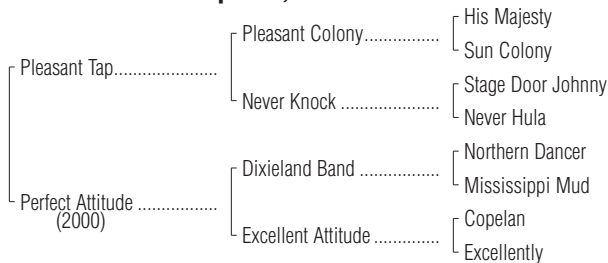 His Majesty
Pleasant Colony................
Sun Colony
Pleasant Tap.....................
Stage Door Johnny
Never Knock .....................
Never Hula
Northern Dancer
Dixieland Band .................
Mississippi Mud
Perfect Attitude .................
(2000)
Copelan
Excellent Attitude..............
Excellently